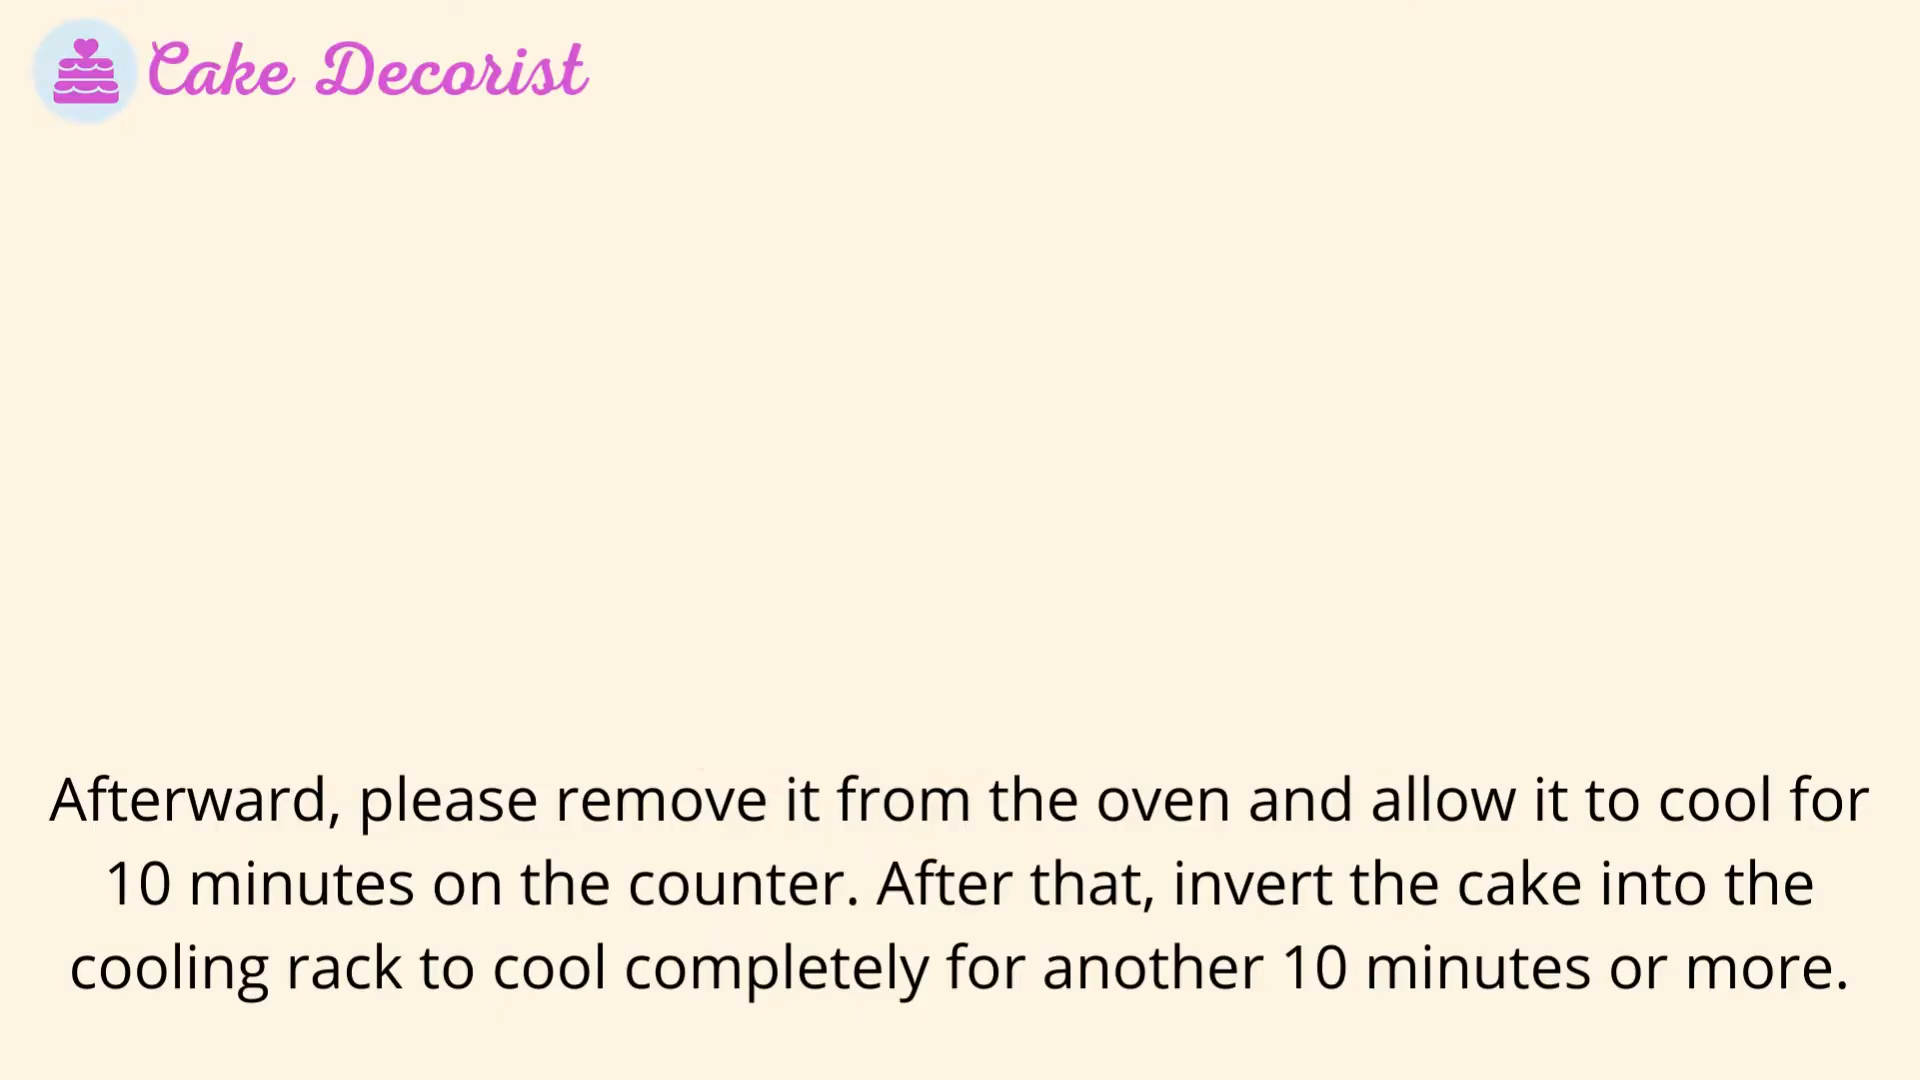 Cake Decorist
Afterward, please remove it from the oven and allow it to cool for
10 minutes on the counter. After that, invert the cake into the
cooling rack to cool completely for another 10 minutes or more.